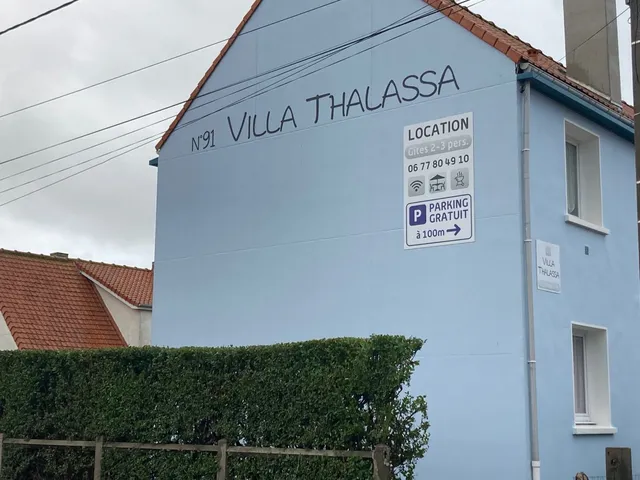 N°91 VILLA THALASSA
LOCATION
Gîtes 2-3 pers.
06 77 80 49 10
P PARKING
GRATUIT
à 100m
VILLA
THALASSA